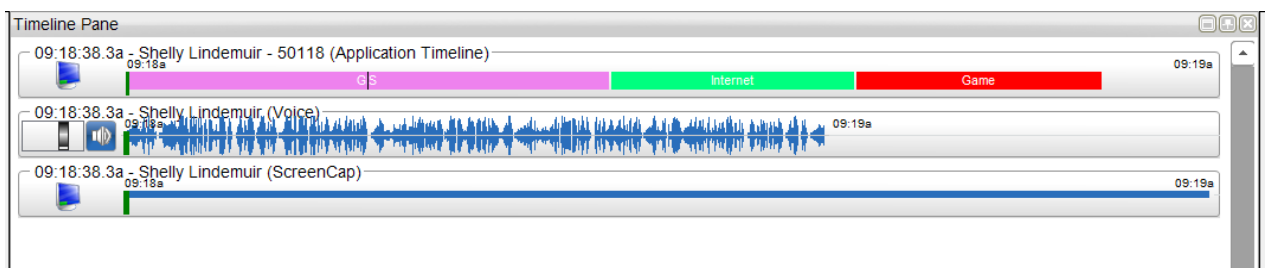 Timeline Pane
09:18:38.3a - Shelly Lindemuir - 50118 (Application Timeline)
09:18a 09:19a
GIS Internet Game
09:18:38.3a - Shelly Lindemuir (Voice)
09:18a 09:19a
09:18:38.3a - Shelly Lindemuir (ScreenCap)
09:18a 09:19a